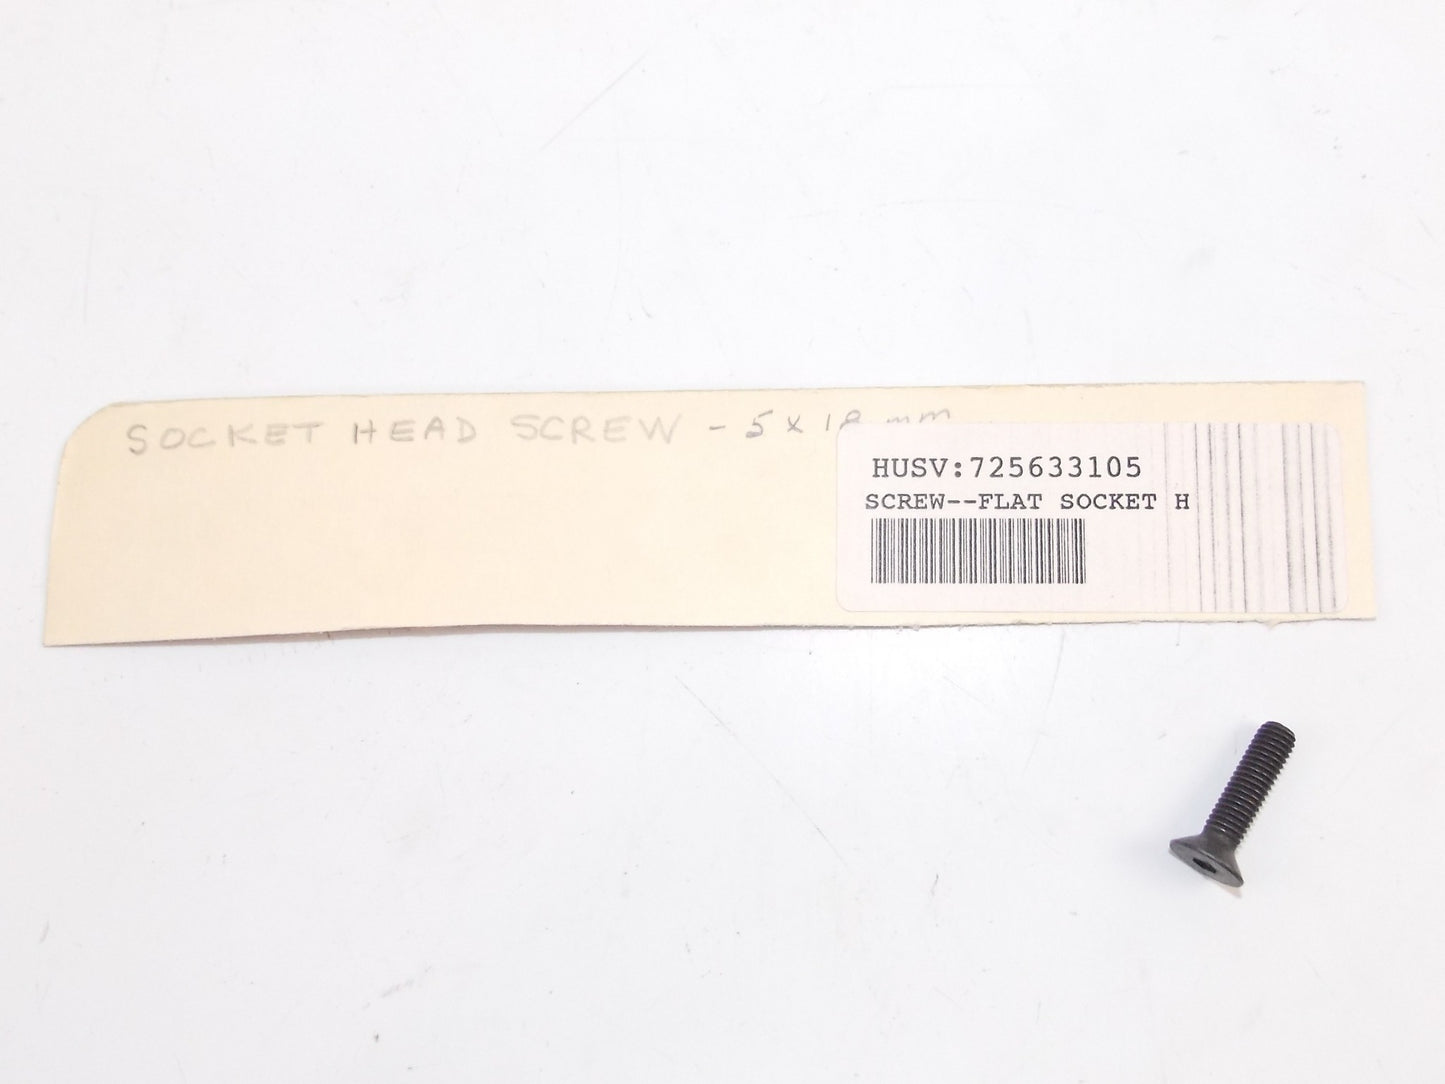 SOCKET HEAD SCREW - 5 x 18 mm
HUSV:725633105
SCREW--FLAT SOCKET H